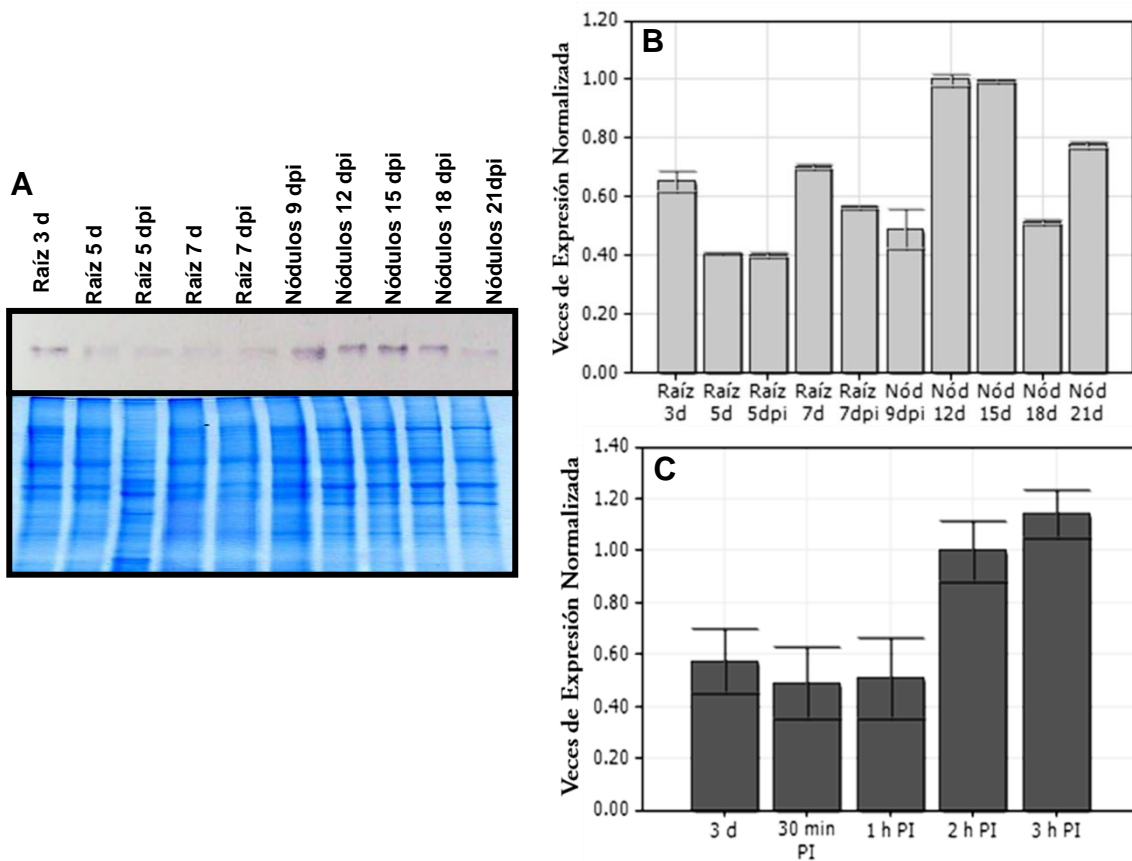 A
Raíz 3 d
Raíz 5 d
Raíz 5 dpi
Raíz 7 d
Raíz 7 dpi
Nódulos 9 dpi
Nódulos 12 dpi
Nódulos 15 dpi
Nódulos 18 dpi
Nódulos 21dpi
B
Veces de Expresión Normalizada
1.20
1.00
0.80
0.60
0.40
0.20
0.00
Raíz 3d
Raíz 5d
Raíz 5dpi
Raíz 7d
Raíz 7dpi
Nód 9dpi
Nód 12d
Nód 15d
Nód 18d
Nód 21d
C
Veces de Expresión Normalizada
1.40
1.20
1.00
0.80
0.60
0.40
0.20
0.00
3 d
30 min PI
1 h PI
2 h PI
3 h PI